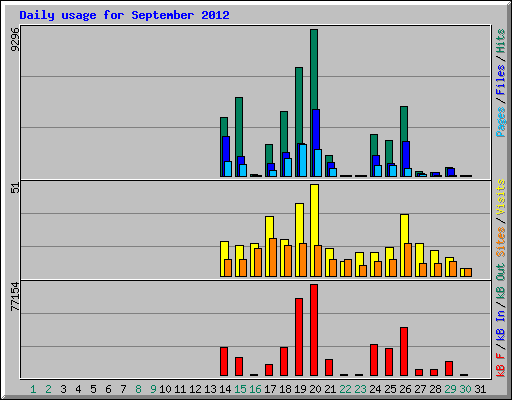 Daily usage for September 2012
9296
51
77154
Pages / Files / Hits
Sites / Visits
kB F / kB In / kB Out
1 2 3 4 5 6 7 8 9 10 11 12 13 14 15 16 17 18 19 20 21 22 23 24 25 26 27 28 29 30 31